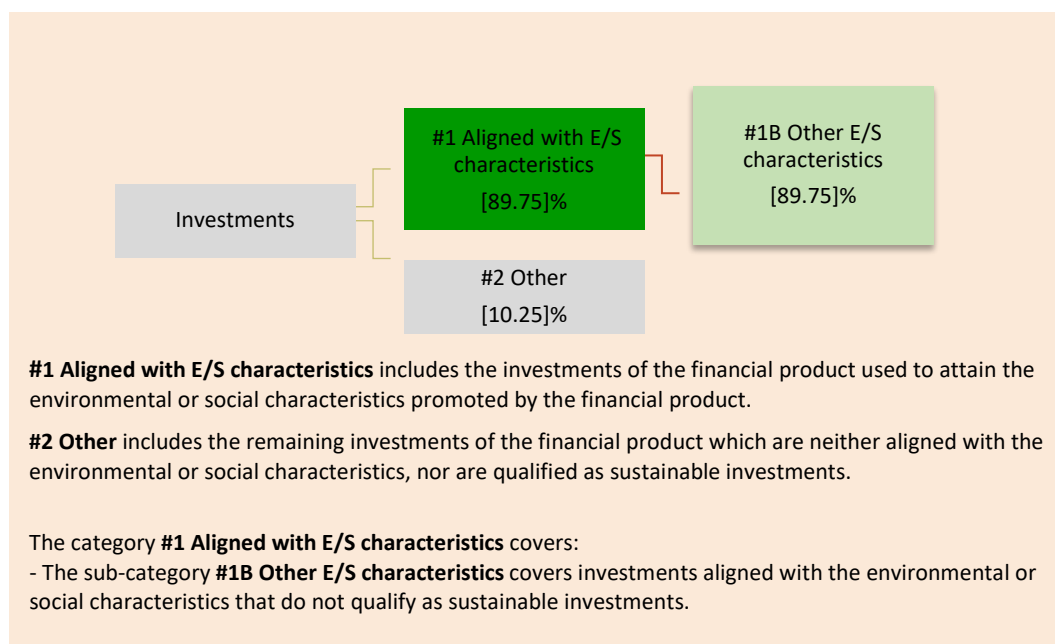 #1 Aligned with E/S
characteristics
[89.75]%
#1B Other E/S
characteristics
[89.75]%
Investments
#2 Other
[10.25]%
#1 Aligned with E/S characteristics includes the investments of the financial product used to attain the
environmental or social characteristics promoted by the financial product.
#2 Other includes the remaining investments of the financial product which are neither aligned with the
environmental or social characteristics, nor are qualified as sustainable investments.
The category #1 Aligned with E/S characteristics covers:
- The sub-category #1B Other E/S characteristics covers investments aligned with the environmental or
social characteristics that do not qualify as sustainable investments.